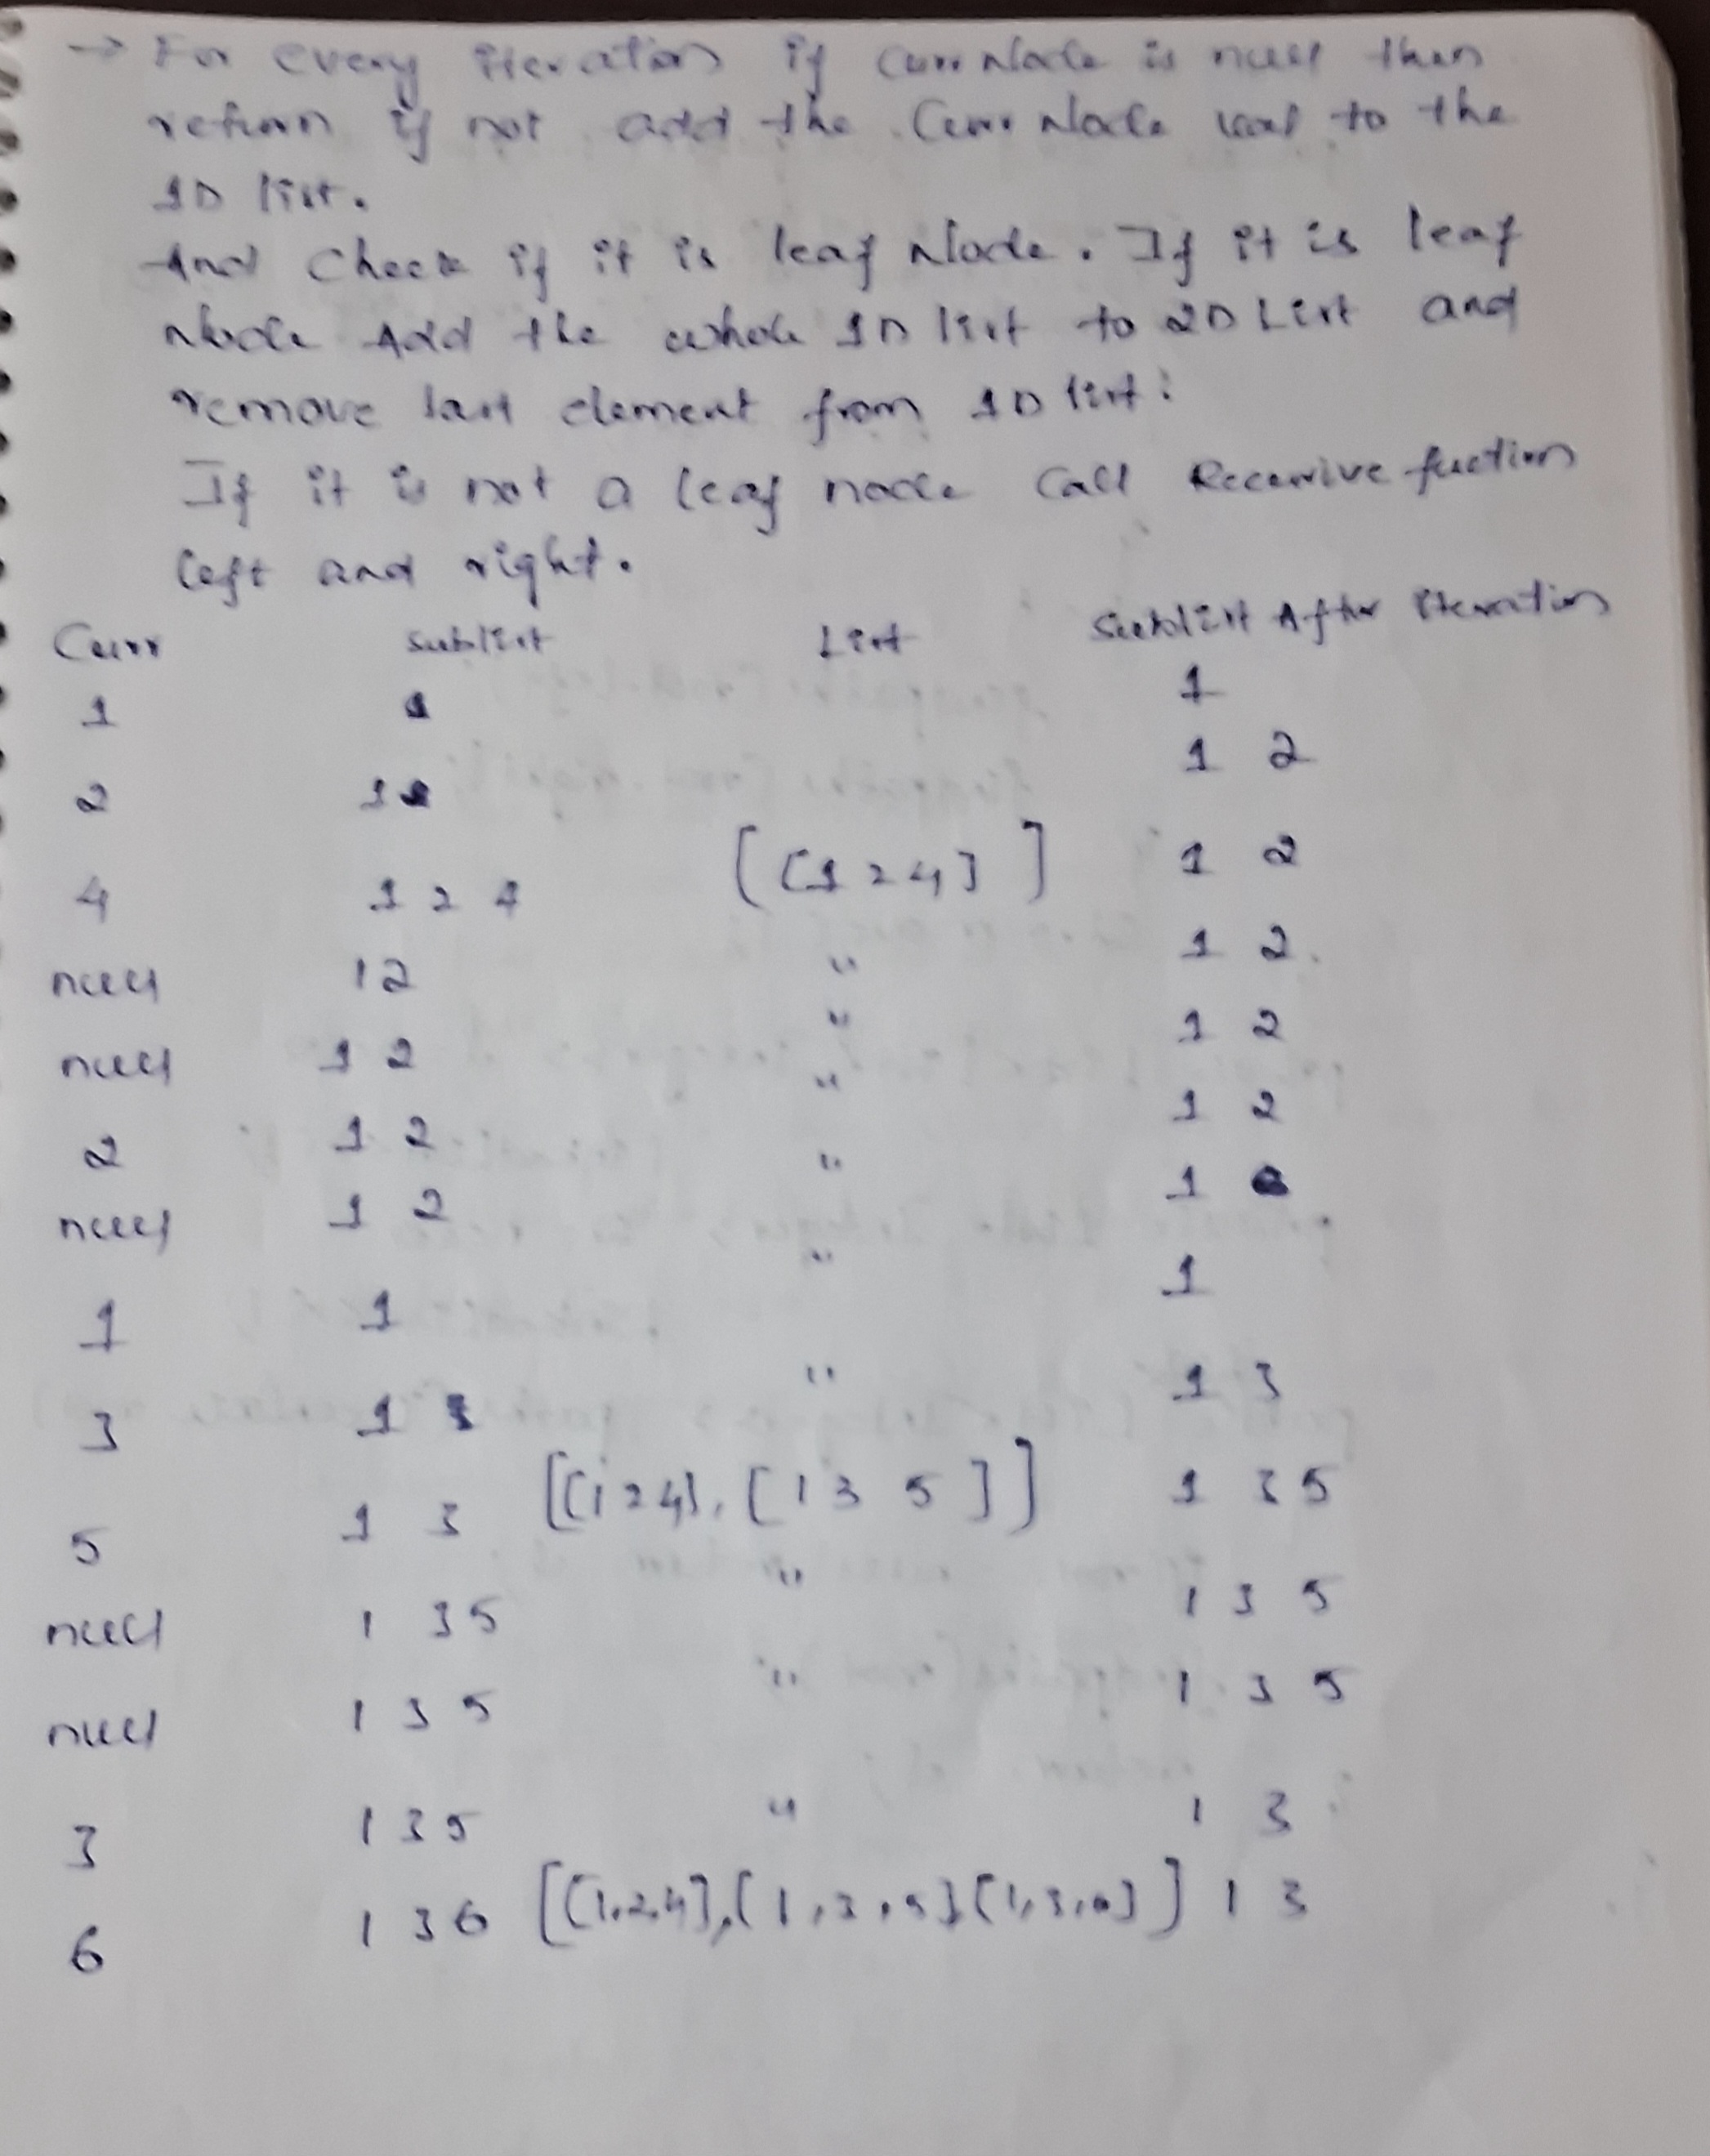 → For every iteration if CurrNode is null then
return if not add the CurrNode val to the
1D list.
And Check if it is leaf Node. If it is leaf
Node Add the whole 1D list to 2D List and
remove last element from 1D list.
If it is not a leaf node Call Recursive fuction
left and right.
Curr sublist List Sublist After iteration
1 1 1
2 1 1 2
4 1 2 4 [[1 2 4]] 1 2
null 1 2 " 1 2
null 1 2 " 1 2
2 1 2 " 1 2
null 1 2 " 1
1 1 " 1
3 1 " 1 3
5 1 3 [[1 2 4], [1 3 5]] 1 3 5
null 1 3 5 " 1 3 5
null 1 3 5 " 1 3 5
3 1 3 5 " 1 3
6 1 3 6 [[1,2,4],[1,3,5][1,3,6]] 1 3